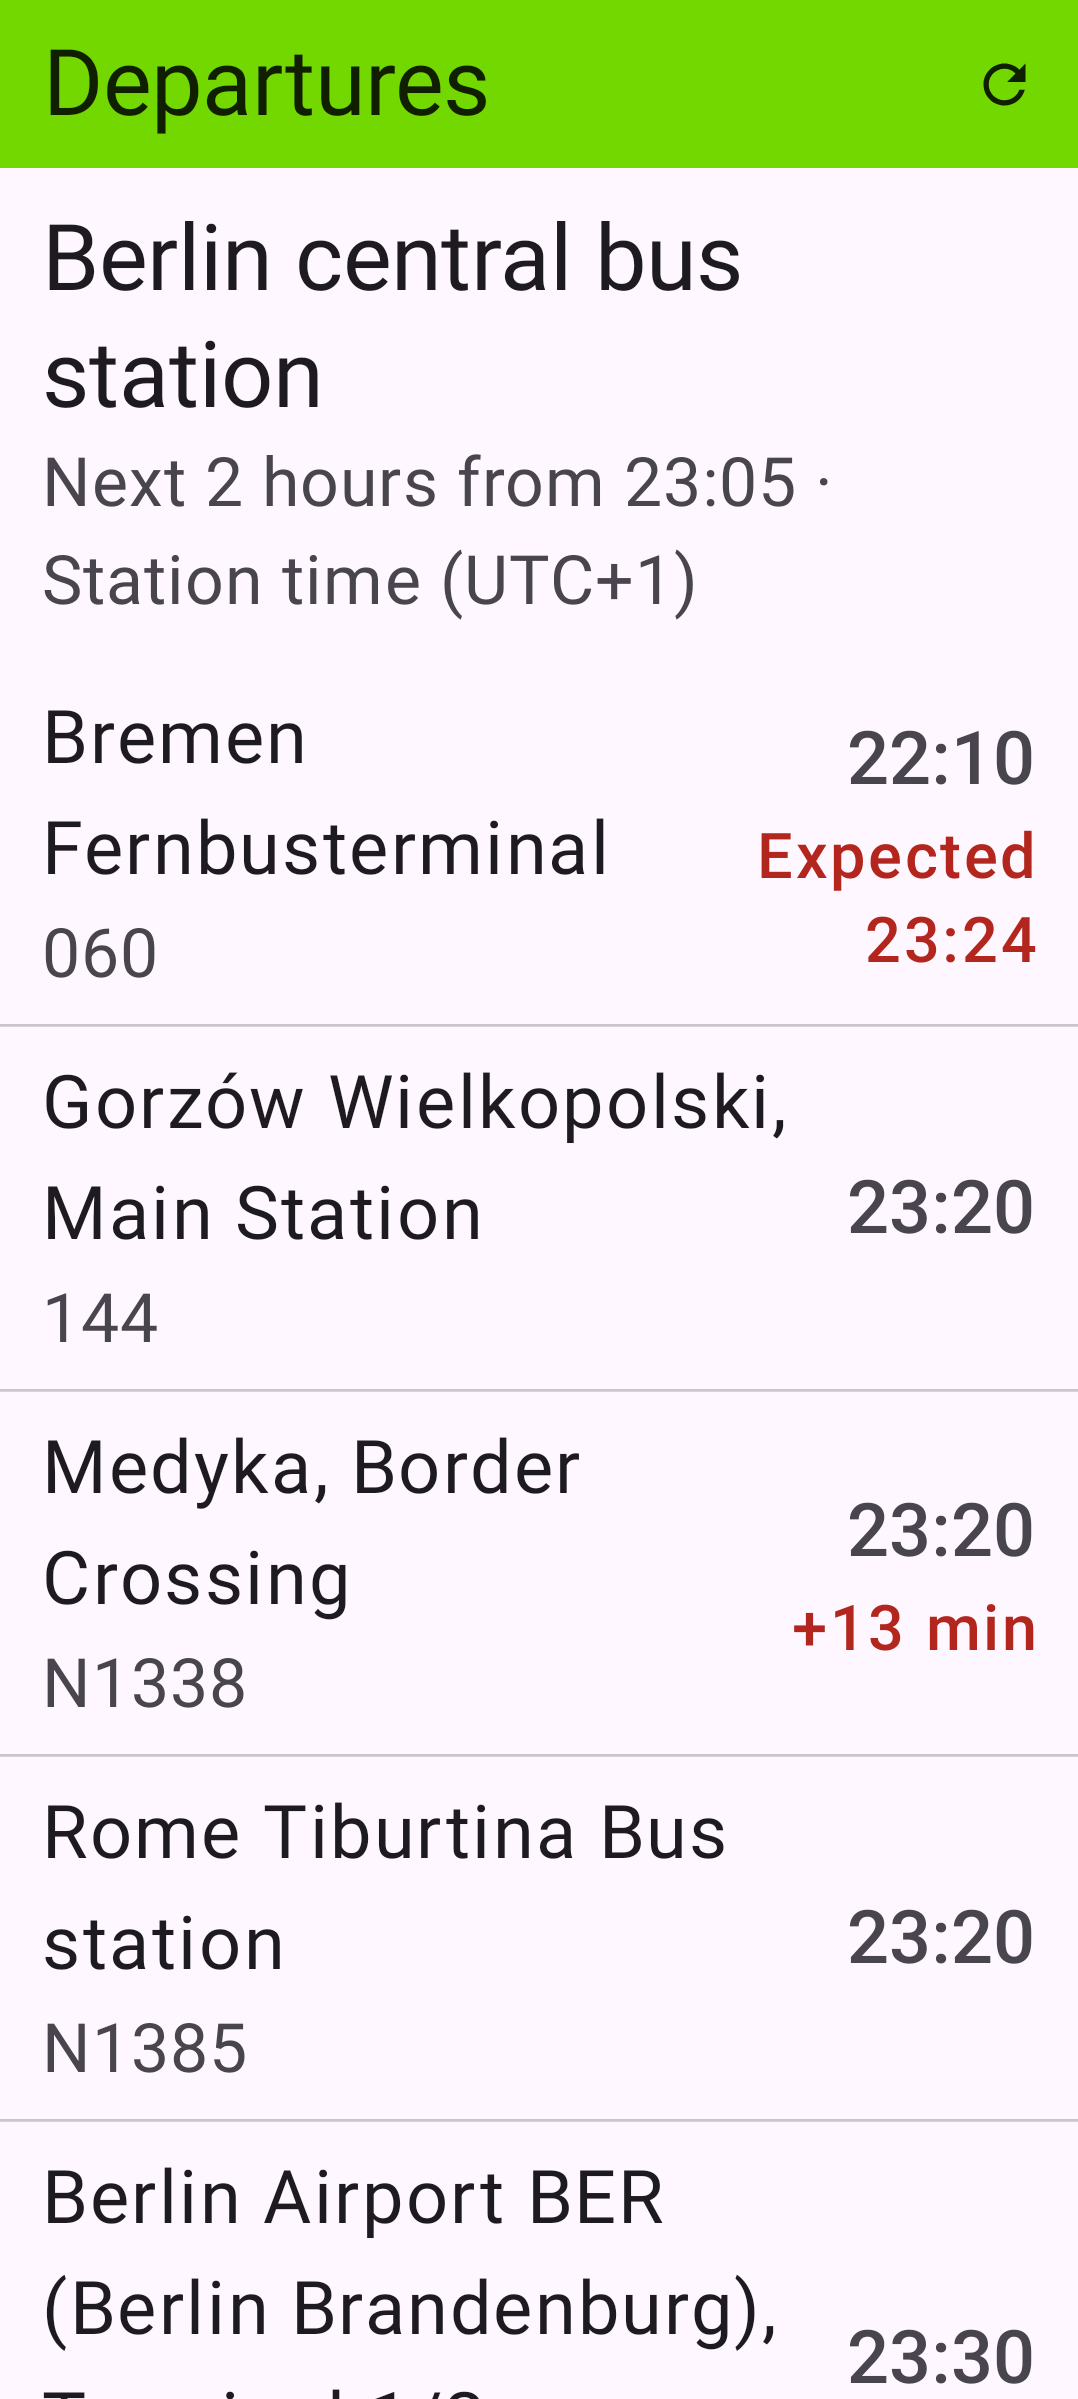 Departures
Berlin central bus
station
Next 2 hours from 23:05 ·
Station time (UTC+1)
Bremen
Fernbusterminal
060
22:10
Expected
23:24
Gorzów Wielkopolski,
Main Station
144
23:20
Medyka, Border
Crossing
N1338
23:20
+13 min
Rome Tiburtina Bus
station
N1385
23:20
Berlin Airport BER
(Berlin Brandenburg),
23:30